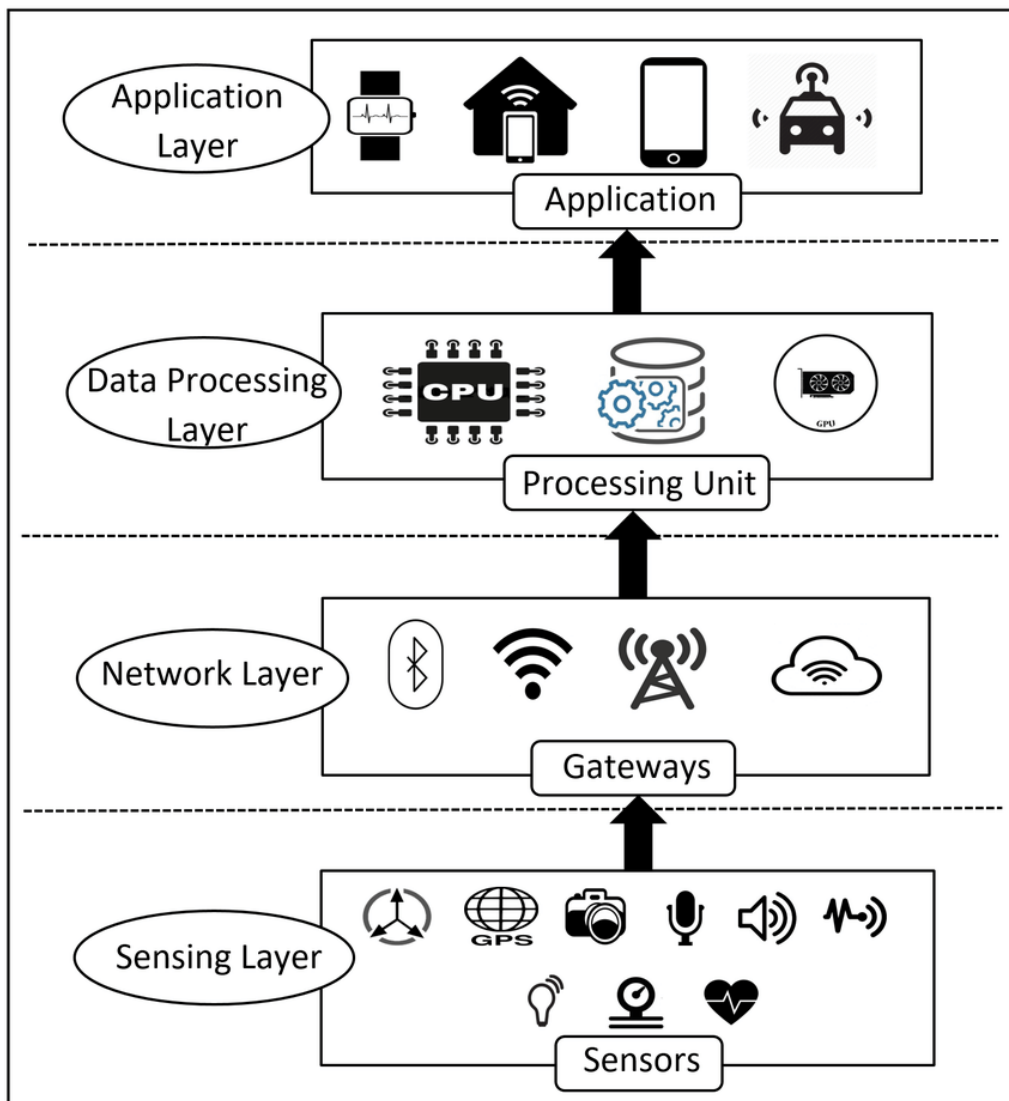 Application
Layer
Application
Data Processing
Layer
CPU
GPU
Processing Unit
Network Layer
Gateways
GPS
Sensing Layer
Sensors